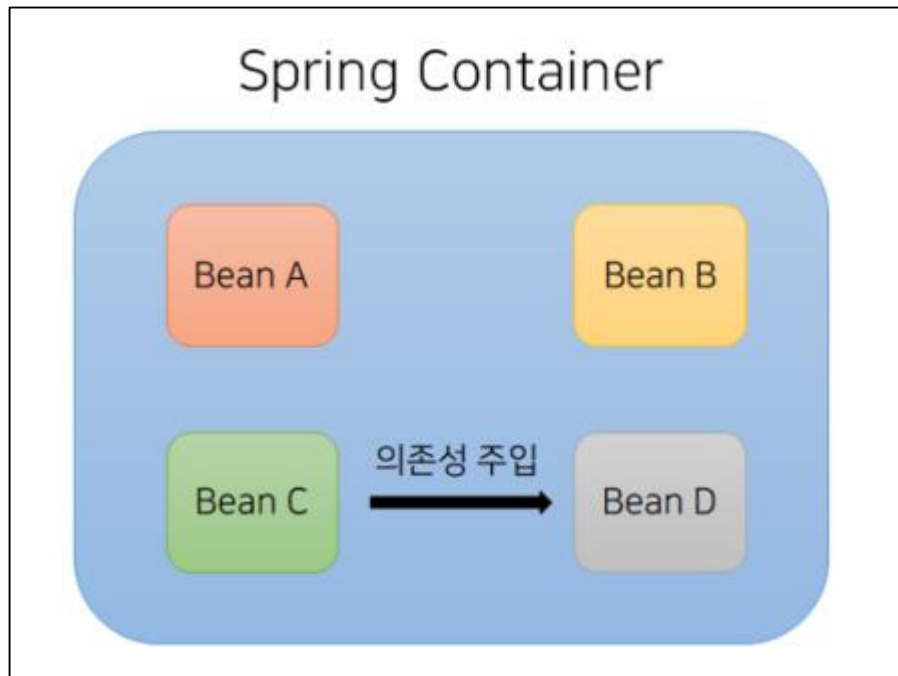 Spring Container
Bean A
Bean B
의존성 주입
Bean C
Bean D